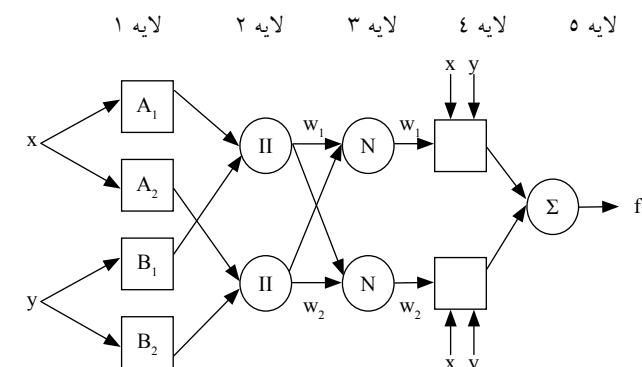 لایه ۱ لایه ۲ لایه ۳ لایه ٤ لایه ٥
x y
A₁
w₁ w₁
x II N
A₂
Σ f
B₁
y II N
w₂ w₂
B₂
x y